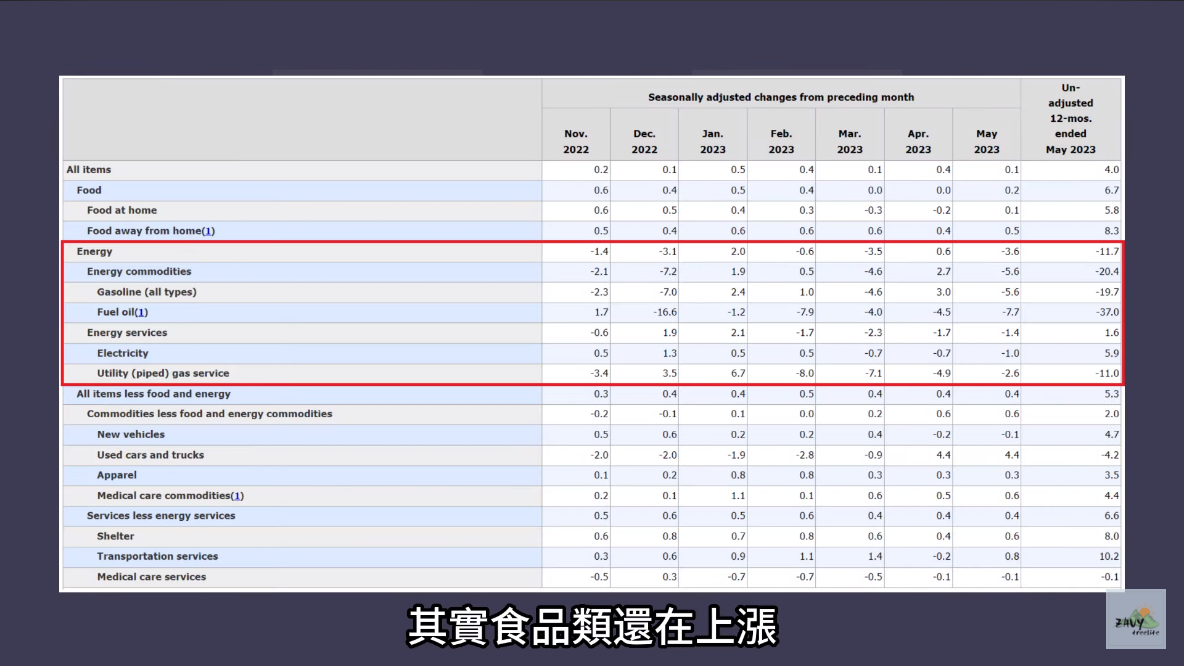 Seasonally adjusted changes from preceding month
Un-
adjusted
12-mos.
ended
May 2023
Nov.
2022
Dec.
2022
Jan.
2023
Feb.
2023
Mar.
2023
Apr.
2023
May
2023
All items 0.2 0.1 0.5 0.4 0.1 0.4 0.1 4.0
Food 0.6 0.4 0.5 0.4 0.0 0.0 0.2 6.7
Food at home 0.6 0.5 0.4 0.3 -0.3 -0.2 0.1 5.8
Food away from home(1) 0.5 0.4 0.6 0.6 0.6 0.4 0.5 8.3
Energy -1.4 -3.1 2.0 -0.6 -3.5 0.6 -3.6 -11.7
Energy commodities -2.1 -7.2 1.9 0.5 -4.6 2.7 -5.6 -20.4
Gasoline (all types) -2.3 -7.0 2.4 1.0 -4.6 3.0 -5.6 -19.7
Fuel oil(1) 1.7 -16.6 -1.2 -7.9 -4.0 -4.5 -7.7 -37.0
Energy services -0.6 1.9 2.1 -1.7 -2.3 -1.7 -1.4 1.6
Electricity 0.5 1.3 0.5 0.5 -0.7 -0.7 -1.0 5.9
Utility (piped) gas service -3.4 3.5 6.7 -8.0 -7.1 -4.9 -2.6 -11.0
All items less food and energy 0.3 0.4 0.4 0.5 0.4 0.4 0.4 5.3
Commodities less food and energy commodities -0.2 -0.1 0.1 0.0 0.2 0.6 0.6 2.0
New vehicles 0.5 0.6 0.2 0.2 0.4 -0.2 -0.1 4.7
Used cars and trucks -2.0 -2.0 -1.9 -2.8 -0.9 4.4 4.4 -4.2
Apparel 0.1 0.2 0.8 0.8 0.3 0.3 0.3 3.5
Medical care commodities(1) 0.2 0.1 1.1 0.1 0.6 0.5 0.6 4.4
Services less energy services 0.5 0.6 0.5 0.6 0.4 0.4 0.4 6.6
Shelter 0.6 0.8 0.7 0.8 0.6 0.4 0.6 8.0
Transportation services 0.3 0.6 0.9 1.1 1.4 -0.2 0.8 10.2
Medical care services -0.5 0.3 -0.7 -0.7 -0.5 -0.1 -0.1 -0.1
其實食品類還在上漲
ZAVY
treelife